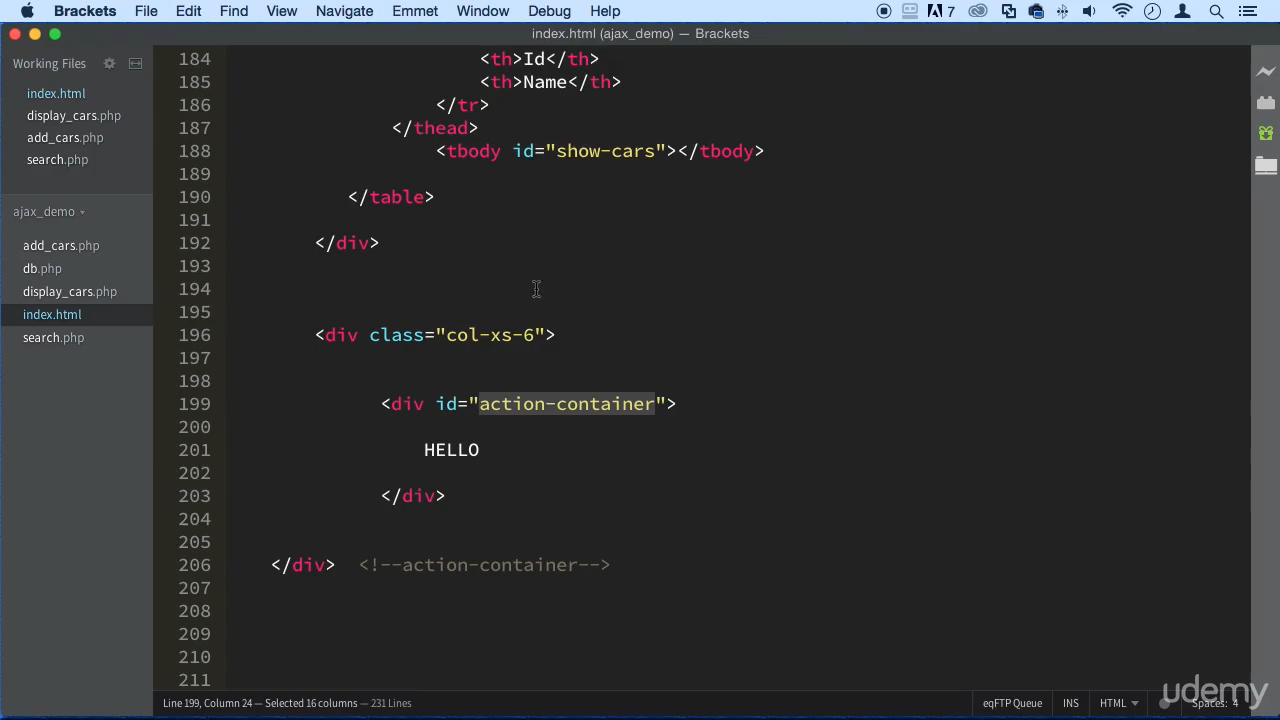 Brackets File Edit Find View Navigate Emmet Window Debug Help 7
index.html (ajax_demo) — Brackets
Working Files
index.html
display_cars.php
add_cars.php
search.php
ajax_demo
add_cars.php
db.php
display_cars.php
index.html
search.php
184 <th>Id</th>
185 <th>Name</th>
186 </tr>
187 </thead>
188 <tbody id="show-cars"></tbody>
189
190 </table>
191
192 </div>
193
194
195
196 <div class="col-xs-6">
197
198
199 <div id="action-container">
200
201 HELLO
202
203 </div>
204
205
206 </div> <!--action-container-->
207
208
209
210
211
Line 199, Column 24 — Selected 16 columns — 231 Lines
eqFTP Queue INS HTML Spaces: 4
udemy